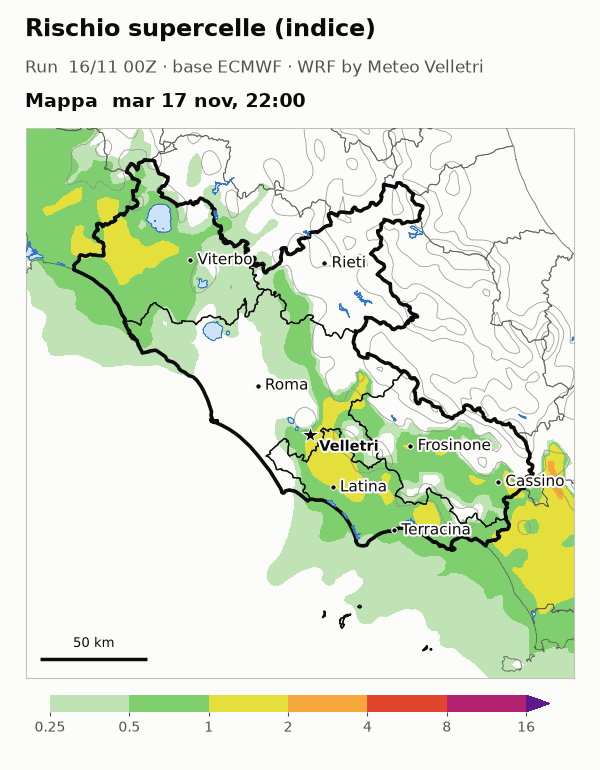 Rischio supercelle (indice)
Run  16/11 00Z · base ECMWF · WRF by Meteo Velletri
Mappa  mar 17 nov, 22:00
Viterbo
Rieti
Roma
Velletri
Frosinone
Cassino
Latina
Terracina
50 km
0.25 0.5 1 2 4 8 16